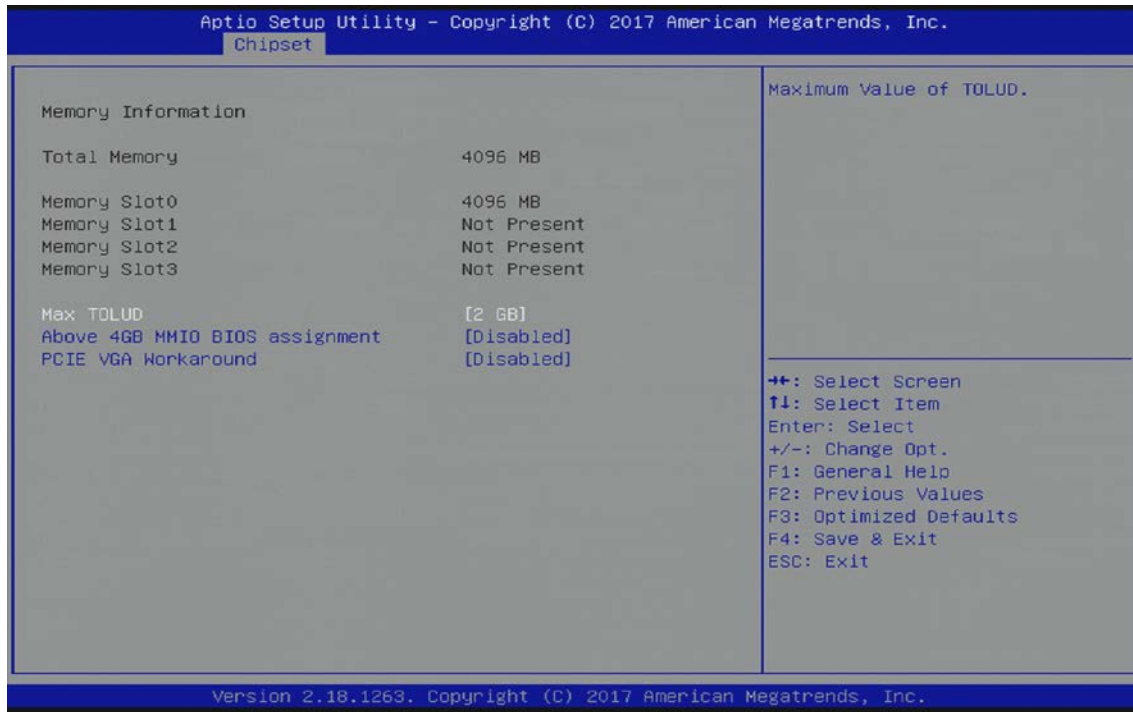 Aptio Setup Utility – Copyright (C) 2017 American Megatrends, Inc.
Chipset
Memory Information
Total Memory 4096 MB
Memory Slot0 4096 MB
Memory Slot1 Not Present
Memory Slot2 Not Present
Memory Slot3 Not Present
Max TOLUD [2 GB]
Above 4GB MMIO BIOS assignment [Disabled]
PCIE VGA Workaround [Disabled]
Maximum Value of TOLUD.
→←: Select Screen
↑↓: Select Item
Enter: Select
+/-: Change Opt.
F1: General Help
F2: Previous Values
F3: Optimized Defaults
F4: Save & Exit
ESC: Exit
Version 2.18.1263. Copyright (C) 2017 American Megatrends, Inc.